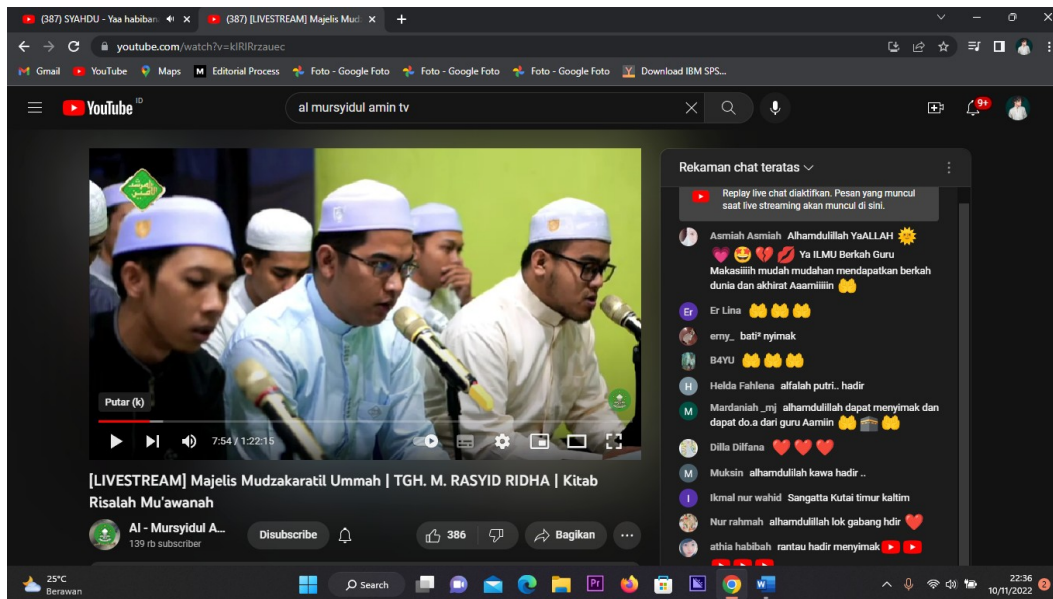 (387) SYAHDU - Yaa habiban
(387) [LIVESTREAM] Majelis Mud
youtube.com/watch?v=klRlRrzauec
Gmail YouTube Maps Editorial Process Foto - Google Foto Foto - Google Foto Foto - Google Foto Download IBM SPS...
YouTube ID
al mursyidul amin tv
9+
Putar (k)
7:54 / 1:22:15
[LIVESTREAM] Majelis Mudzakaratil Ummah | TGH. M. RASYID RIDHA | Kitab
Risalah Mu'awanah
Al - Mursyidul A...
139 rb subscriber
Disubscribe
386
Bagikan
Rekaman chat teratas
Replay live chat diaktifkan. Pesan yang muncul
saat live streaming akan muncul di sini.
Asmiah Asmiah Alhamdulillah YaALLAH
Ya ILMU Berkah Guru
Makasiiiih mudah mudahan mendapatkan berkah
dunia dan akhirat Aaamiiiiin
Er
Er Lina
erny_ bati² nyimak
B4YU
H
Helda Fahlena alfalah putri.. hadir
M
Mardaniah _mj alhamdulillah dapat menyimak dan
dapat do.a dari guru Aamiin
Dilla Dilfana
M
Muksin alhamdulilah kawa hadir ..
I
Ikmal nur wahid Sangatta Kutai timur kaltim
Nur rahmah alhamdulillah lok gabang hdir
athia habibah rantau hadir menyimak
25°C
Berawan
Search
Pr
22:36
10/11/2022
2